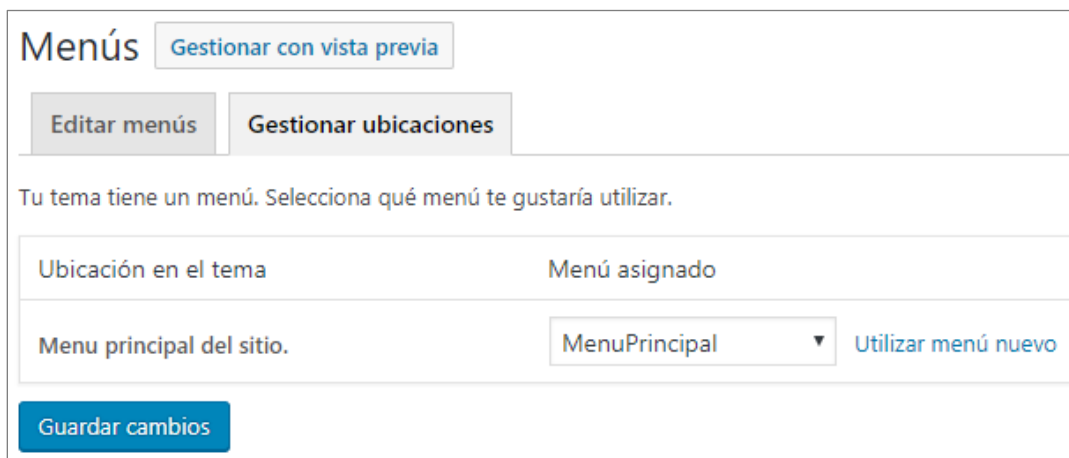 Menús Gestionar con vista previa
Editar menús Gestionar ubicaciones
Tu tema tiene un menú. Selecciona qué menú te gustaría utilizar.
Ubicación en el tema Menú asignado
Menu principal del sitio. MenuPrincipal Utilizar menú nuevo
Guardar cambios